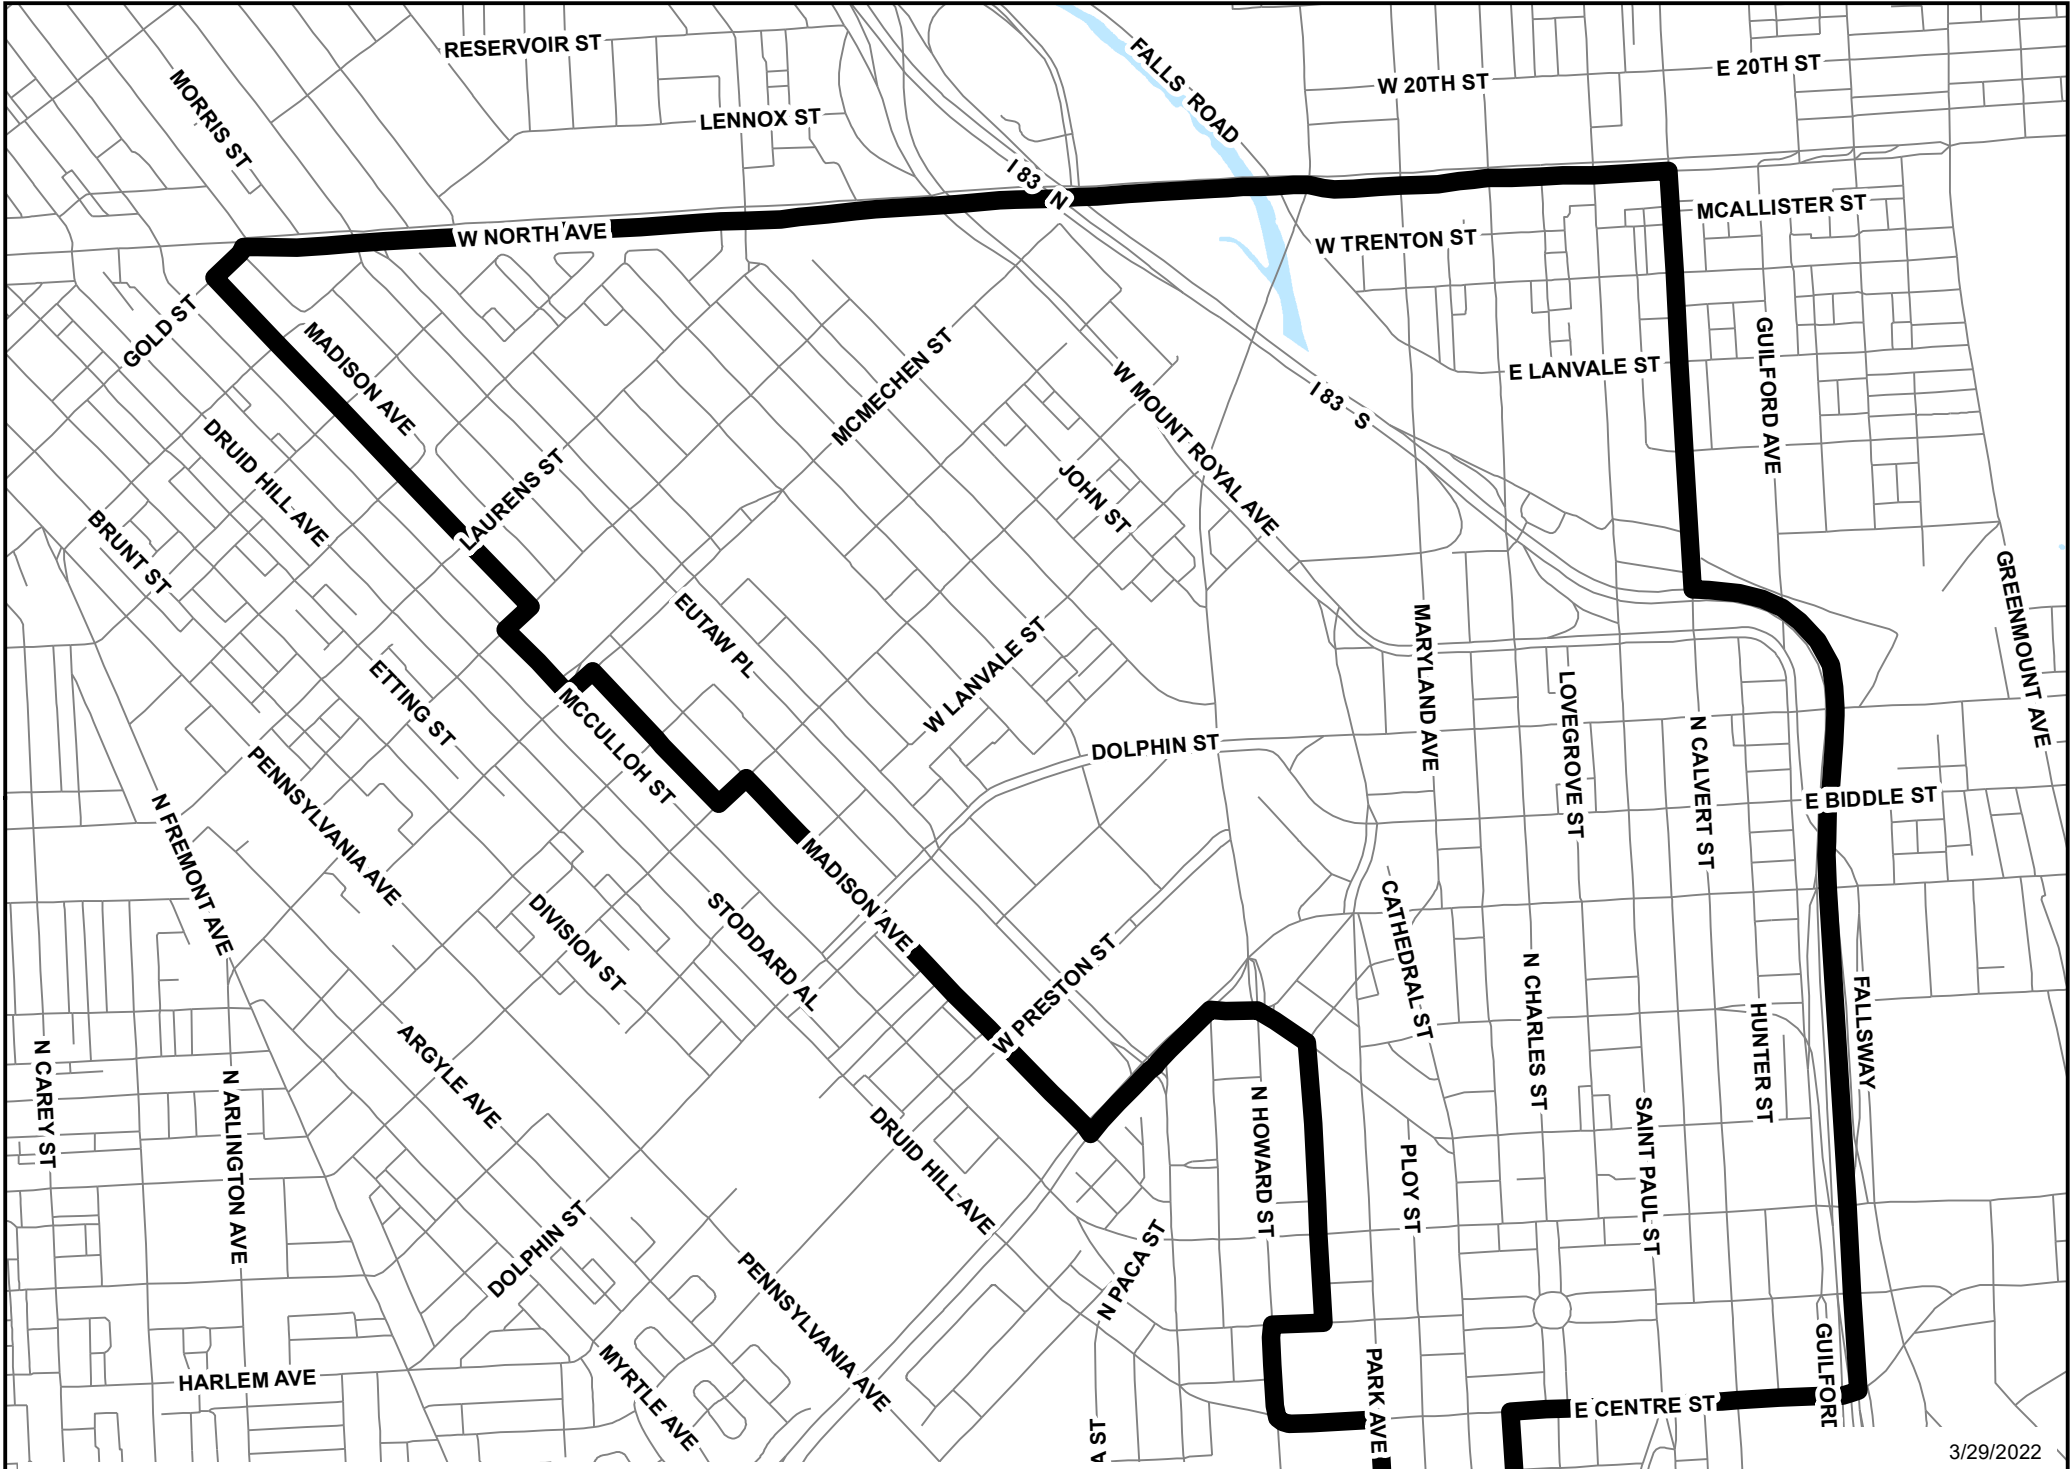 RESERVOIR ST
FALLS ROAD
W 20TH ST
E 20TH ST
MORRIS ST
LENNOX ST
I 83 N
MCALLISTER ST
W NORTH AVE
W TRENTON ST
GOLD ST
MADISON AVE
MCMECHEN ST
W MOUNT ROYAL AVE
E LANVALE ST
GUILFORD AVE
I 83 S
DRUID HILL AVE
LAURENS ST
JOHN ST
BRUNT ST
GREENMOUNT AVE
EUTAW PL
W LANVALE ST
MARYLAND AVE
ETTING ST
MCCULLOH ST
LOVEGROVE ST
N CALVERT ST
DOLPHIN ST
PENNSYLVANIA AVE
E BIDDLE ST
N FREMONT AVE
MADISON AVE
CATHEDRAL ST
DIVISION ST
STODDARD AL
W PRESTON ST
N CHARLES ST
FALLSWAY
HUNTER ST
N CAREY ST
N ARLINGTON AVE
ARGYLE AVE
DRUID HILL AVE
N HOWARD ST
PLOY ST
SAINT PAUL ST
DOLPHIN ST
N PACA ST
PENNSYLVANIA AVE
GUILFORD
HARLEM AVE
MYRTLE AVE
PARK AVE
E CENTRE ST
A ST
3/29/2022